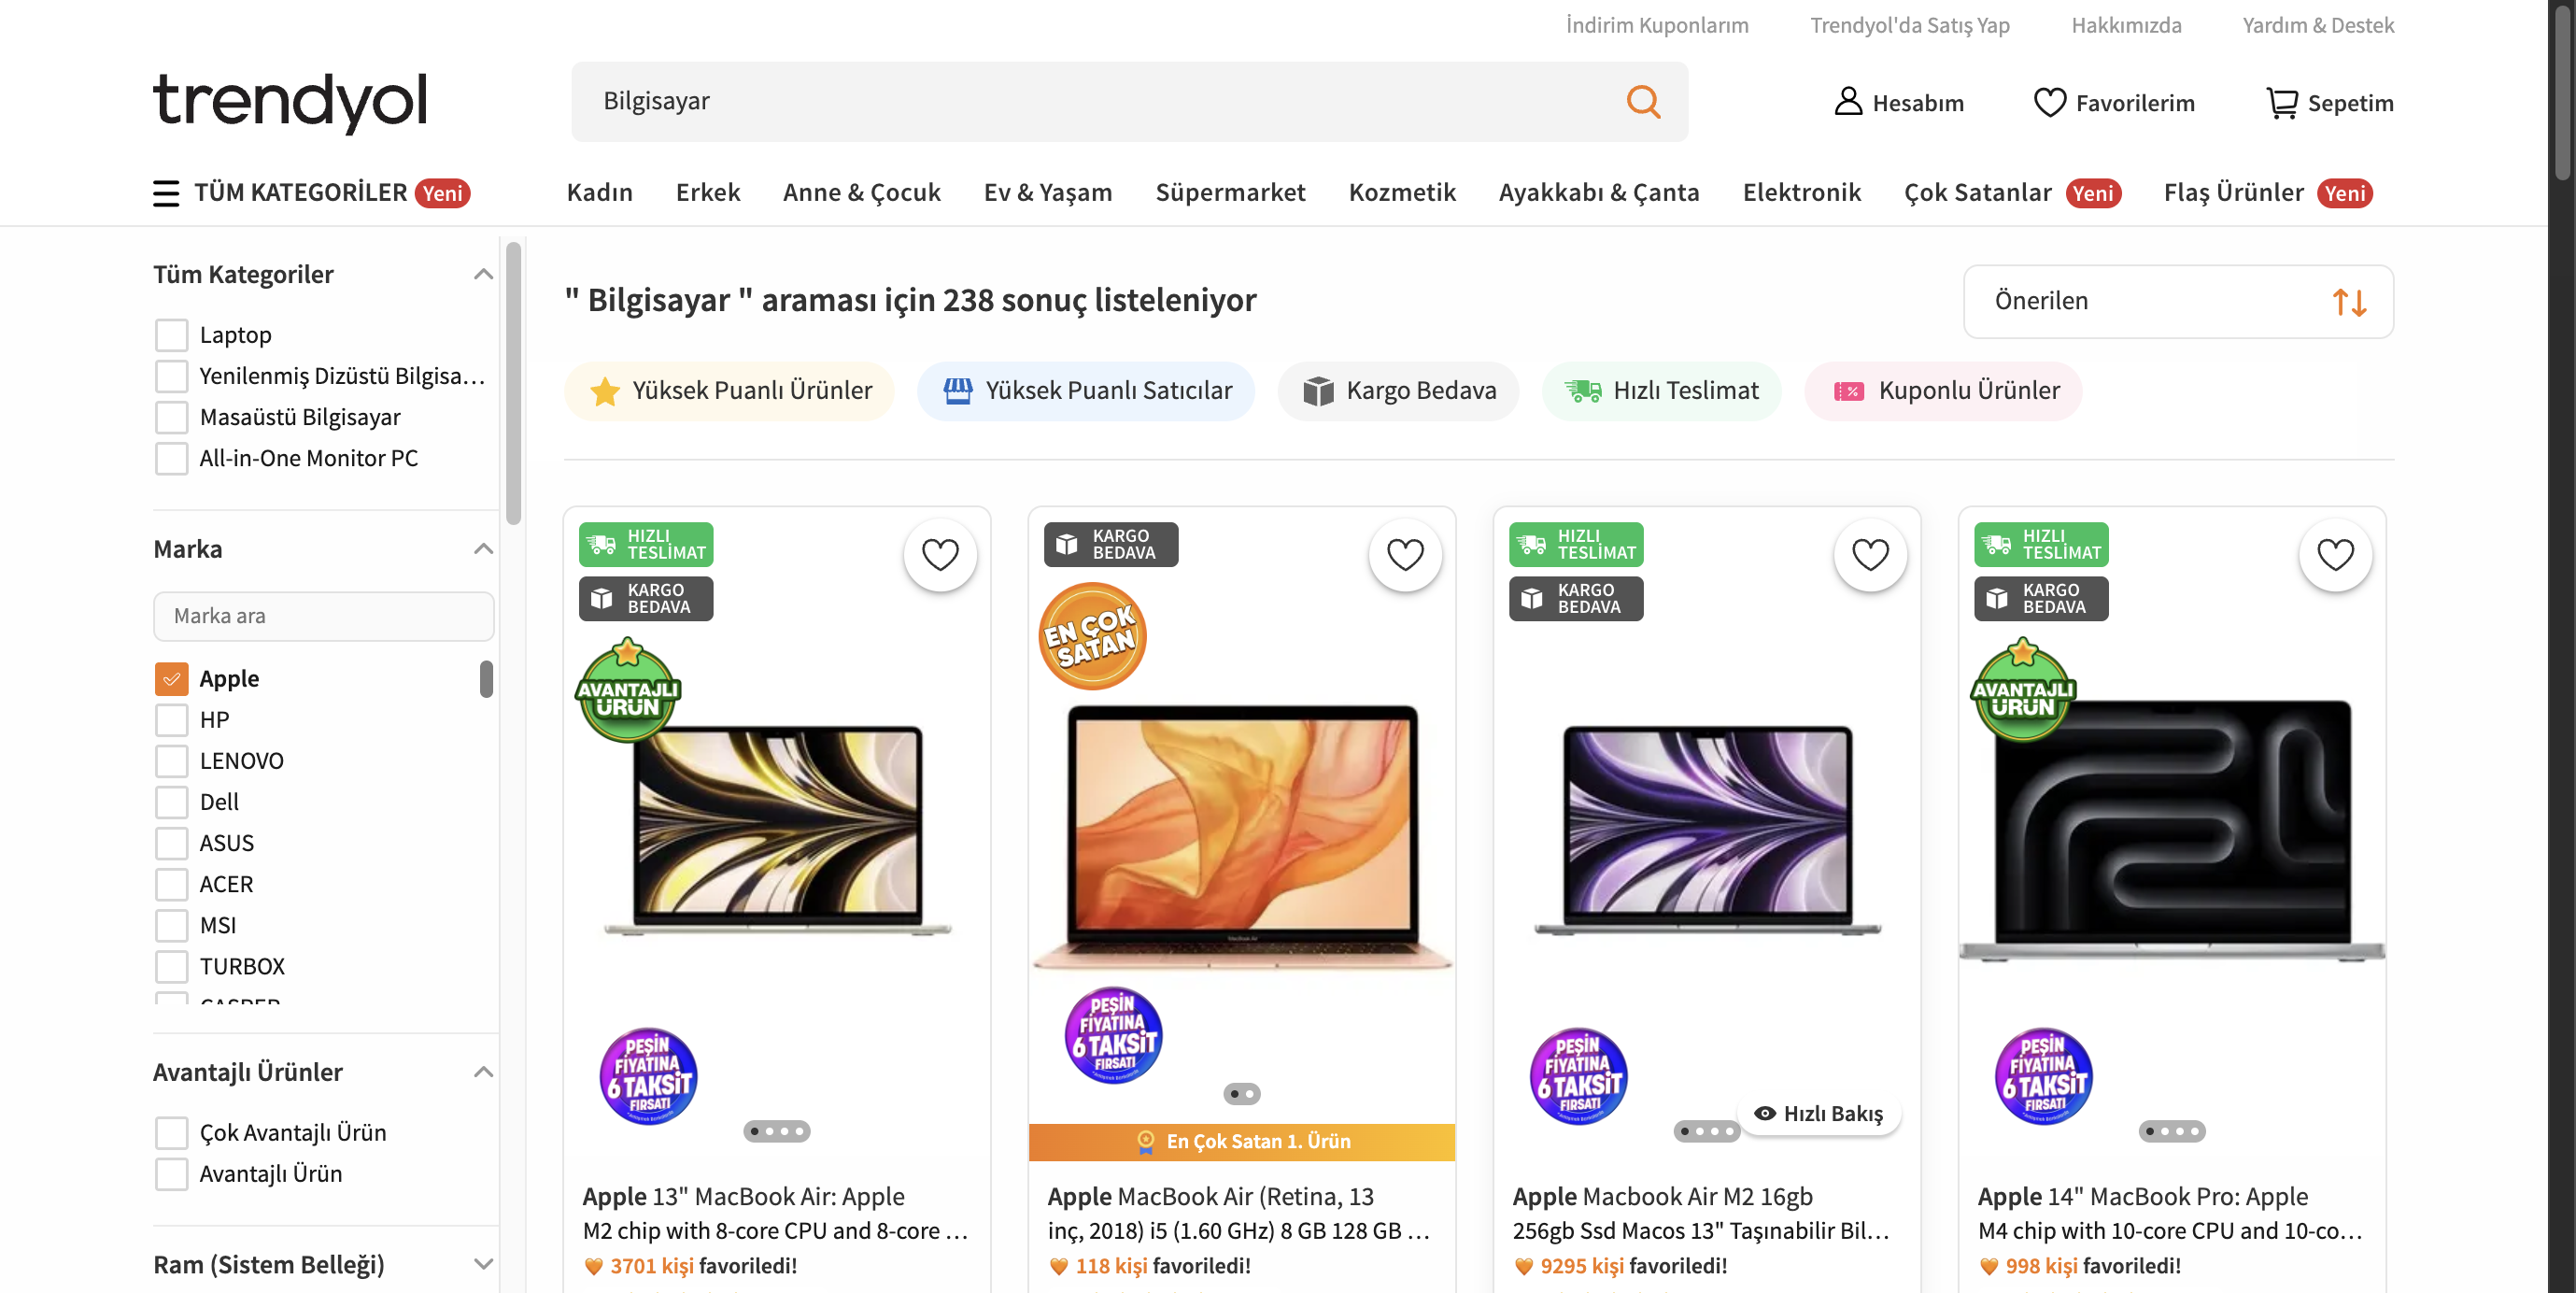 İndirim Kuponlarım
Trendyol'da Satış Yap
Hakkımızda
Yardım & Destek
trendyol
Bilgisayar
Hesabım
Favorilerim
Sepetim
TÜM KATEGORİLER Yeni
Kadın
Erkek
Anne & Çocuk
Ev & Yaşam
Süpermarket
Kozmetik
Ayakkabı & Çanta
Elektronik
Çok Satanlar Yeni
Flaş Ürünler Yeni
Tüm Kategoriler
Laptop
Yenilenmiş Dizüstü Bilgisa...
Masaüstü Bilgisayar
All-in-One Monitor PC
Marka
Marka ara
Apple
HP
LENOVO
Dell
ASUS
ACER
MSI
TURBOX
Avantajlı Ürünler
Çok Avantajlı Ürün
Avantajlı Ürün
Ram (Sistem Belleği)
" Bilgisayar " araması için 238 sonuç listeleniyor
Önerilen
Yüksek Puanlı Ürünler
Yüksek Puanlı Satıcılar
Kargo Bedava
Hızlı Teslimat
Kuponlu Ürünler
HIZLI
TESLİMAT
KARGO
BEDAVA
AVANTAJLI
ÜRÜN
PEŞİN
FİYATINA
6 TAKSİT
FIRSATI
Apple 13" MacBook Air: Apple
M2 chip with 8-core CPU and 8-core ...
3701 kişi favoriledi!
KARGO
BEDAVA
EN ÇOK
SATAN
PEŞİN
FİYATINA
6 TAKSİT
FIRSATI
En Çok Satan 1. Ürün
Apple MacBook Air (Retina, 13
inç, 2018) i5 (1.60 GHz) 8 GB 128 GB ...
118 kişi favoriledi!
HIZLI
TESLİMAT
KARGO
BEDAVA
PEŞİN
FİYATINA
6 TAKSİT
FIRSATI
Hızlı Bakış
Apple Macbook Air M2 16gb
256gb Ssd Macos 13" Taşınabilir Bil...
9295 kişi favoriledi!
HIZLI
TESLİMAT
KARGO
BEDAVA
AVANTAJLI
ÜRÜN
PEŞİN
FİYATINA
6 TAKSİT
FIRSATI
Apple 14" MacBook Pro: Apple
M4 chip with 10-core CPU and 10-co...
998 kişi favoriledi!